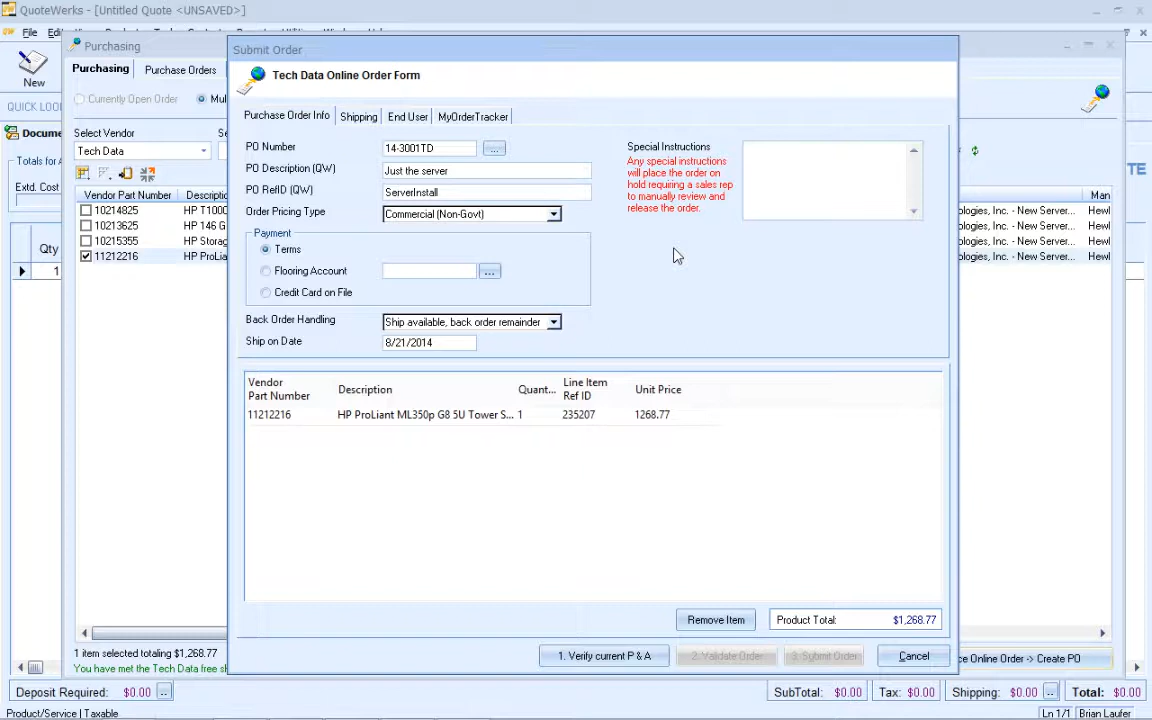 QuoteWerks - [Untitled Quote <UNSAVED>]
File
Purchasing
Submit Order
New
Purchasing
Purchase Orders
Tech Data Online Order Form
Currently Open Order
QUICK LOO
Purchase Order Info
Shipping
End User
MyOrderTracker
Docume
Select Vendor
Tech Data
Totals for A
Extd. Cost
PO Number
14-3001TD
...
PO Description (QW)
Just the server
PO RefID (QW)
ServerInstall
Order Pricing Type
Commercial (Non-Govt)
Special Instructions
Any special instructions
will place the order on
hold requiring a sales rep
to manually review and
release the order.
Payment
Terms
Flooring Account
...
Credit Card on File
Back Order Handling
Ship available, back order remainder
Ship on Date
8/21/2014
Vendor Part Number Descriptio
10214825 HP T1000
10213625 HP 146 G
10215355 HP Storag
11212216 HP ProLia
Man
ologies, Inc. - New Server... Hewl
ologies, Inc. - New Server... Hewl
ologies, Inc. - New Server... Hewl
ologies, Inc. - New Server... Hewl
TE
Qty
1
Vendor
Part Number
Description
Quant...
Line Item
Ref ID
Unit Price
11212216 HP ProLiant ML350p G8 5U Tower S... 1 235207 1268.77
Remove Item
Product Total: $1,268.77
1 item selected totaling $1,268.77
You have met the Tech Data free s
1. Verify current P & A
2. Validate Order
3. Submit Order
Cancel
ce Online Order -> Create PO
Deposit Required: $0.00 ..
SubTotal: $0.00
Tax: $0.00
Shipping: $0.00 ..
Total: $0.00
Product/Service | Taxable
Ln 1/1
Brian Laufer